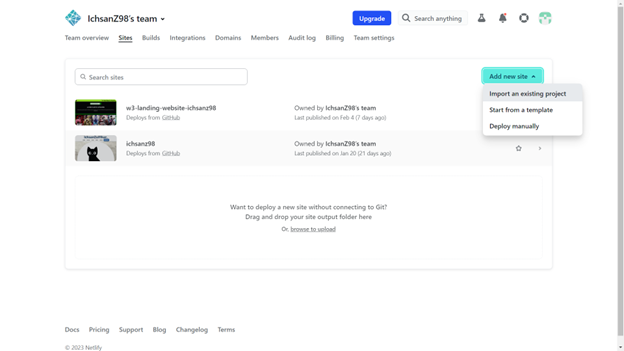 IchsanZ98's team
Upgrade
Search anything
Team overview Sites Builds Integrations Domains Members Audit log Billing Team settings
Search sites
Add new site
Import an existing project
Start from a template
Deploy manually
w3-landing-website-ichsanz98
Deploys from GitHub
Owned by IchsanZ98's team
Last published on Feb 4 (7 days ago)
ichsanz98
Deploys from GitHub
Owned by IchsanZ98's team
Last published on Jan 20 (21 days ago)
Want to deploy a new site without connecting to Git?
Drag and drop your site output folder here
Or, browse to upload
Docs Pricing Support Blog Changelog Terms
© 2023 Netlify